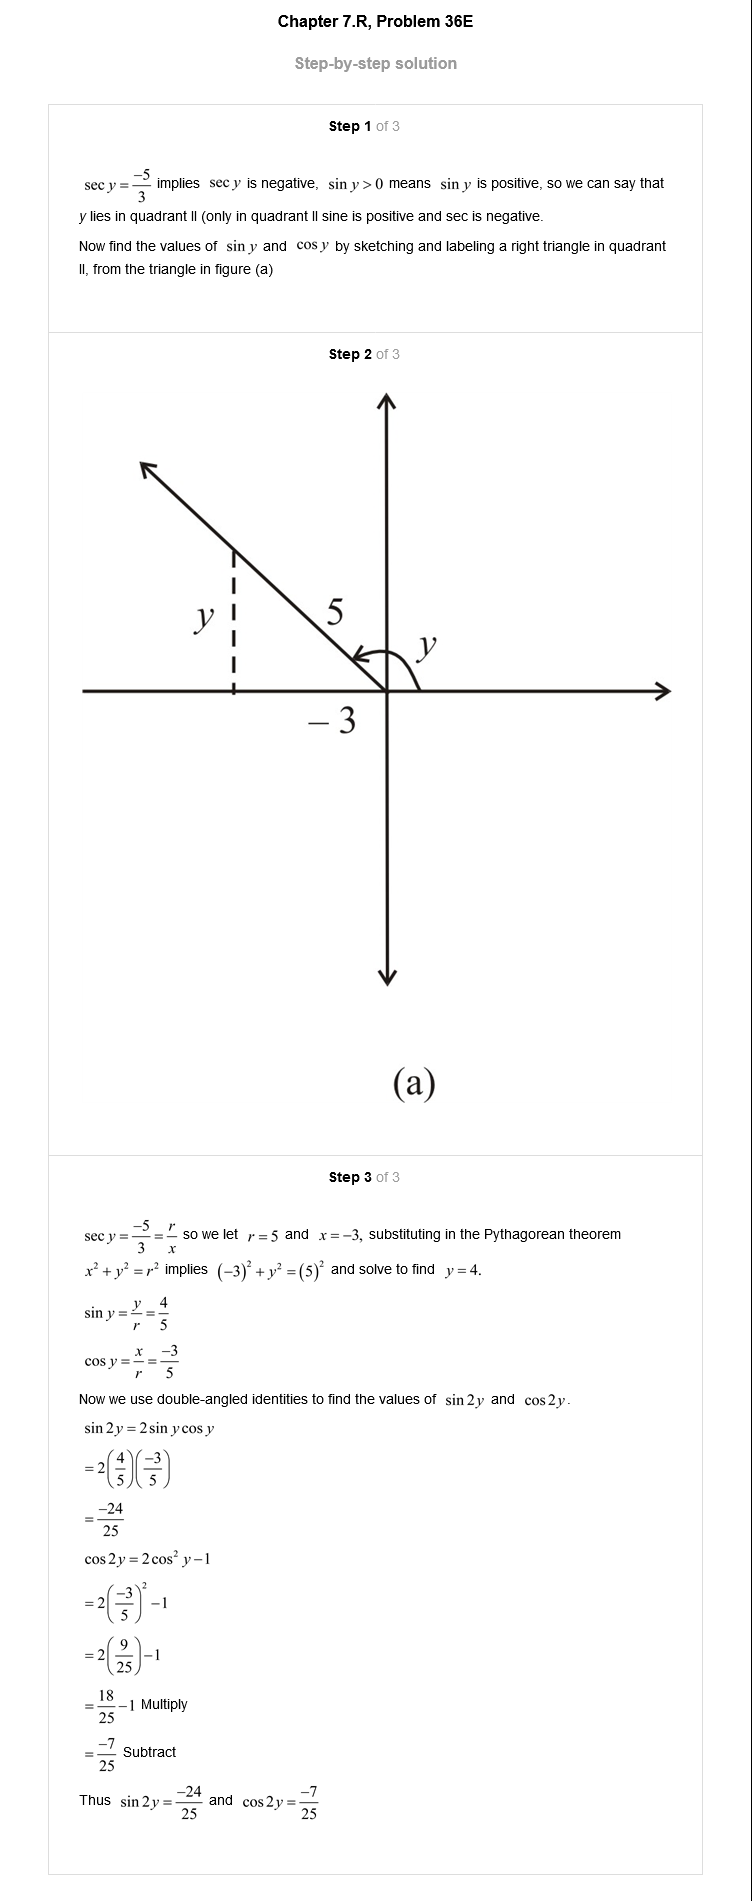 Chapter 7.R, Problem 36E
Step-by-step solution
Step 1 of 3
sec y = −5/3 implies sec y is negative, sin y > 0 means sin y is positive, so we can say that
y lies in quadrant II (only in quadrant II sine is positive and sec is negative.
Now find the values of sin y and cos y by sketching and labeling a right triangle in quadrant
II, from the triangle in figure (a)
Step 2 of 3
y
5
y
− 3
(a)
Step 3 of 3
sec y = −5/3 = r/x so we let r = 5 and x = −3, substituting in the Pythagorean theorem
x² + y² = r² implies (−3)² + y² = (5)² and solve to find y = 4.
sin y = y/r = 4/5
cos y = x/r = −3/5
Now we use double-angled identities to find the values of sin 2y and cos 2y.
sin 2y = 2 sin y cos y
= 2(4/5)(−3/5)
= −24/25
cos 2y = 2 cos² y − 1
= 2(−3/5)² − 1
= 2(9/25) − 1
= 18/25 − 1 Multiply
= −7/25 Subtract
Thus sin 2y = −24/25 and cos 2y = −7/25